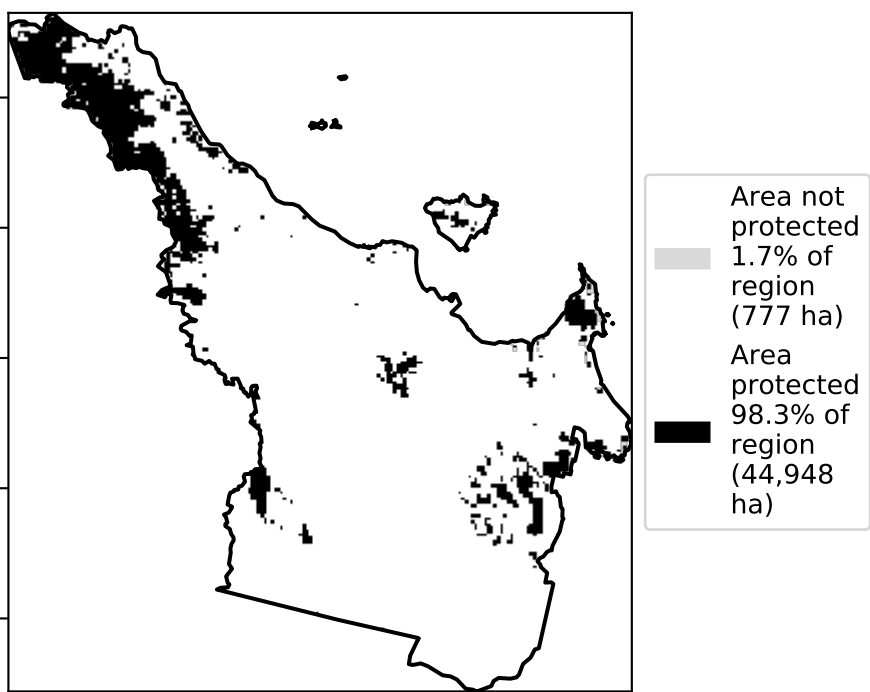 Area not
protected
1.7% of
region
(777 ha)
Area
protected
98.3% of
region
(44,948
ha)